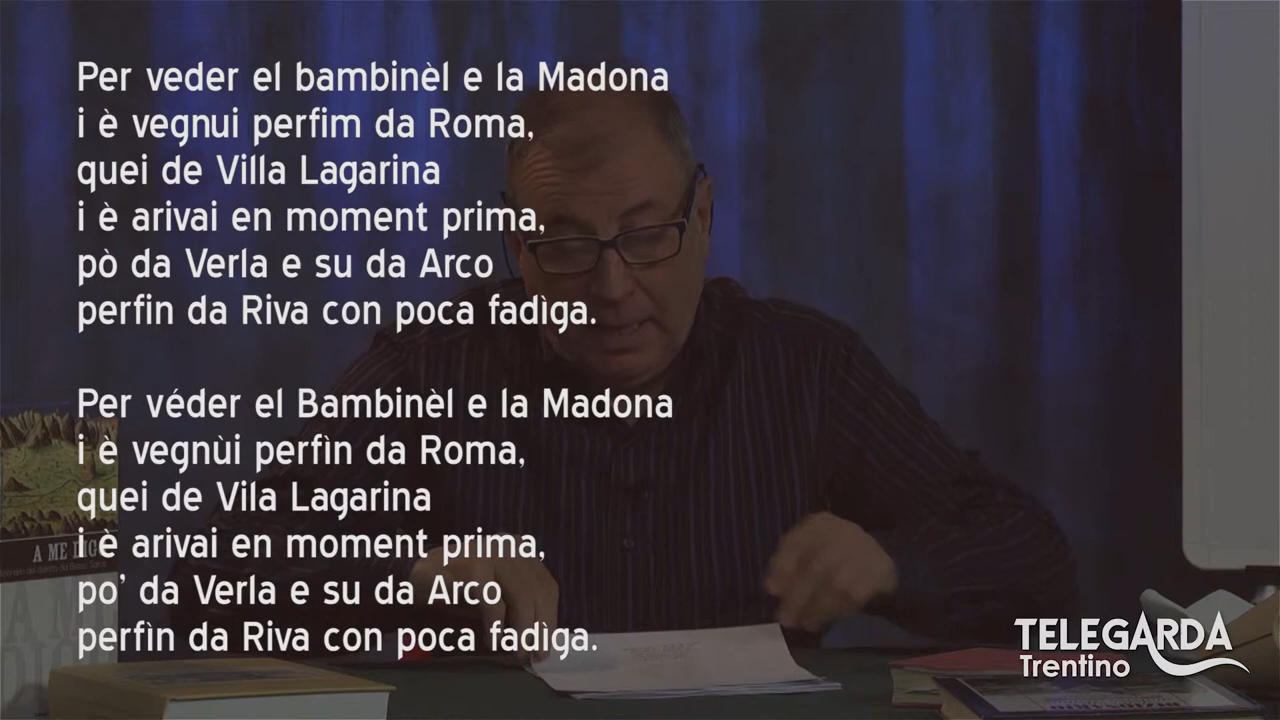 Per veder el bambinèl e la Madona
i è vegnui perfim da Roma,
quei de Villa Lagarina
i è arivai en moment prima,
pò da Verla e su da Arco
perfin da Riva con poca fadìga.
Per véder el Bambinèl e la Madona
i è vegnùi perfìn da Roma,
quei de Vila Lagarina
i è arivai en moment prima,
po' da Verla e su da Arco
perfìn da Riva con poca fadìga.
A ME
TELEGARDA
Trentino